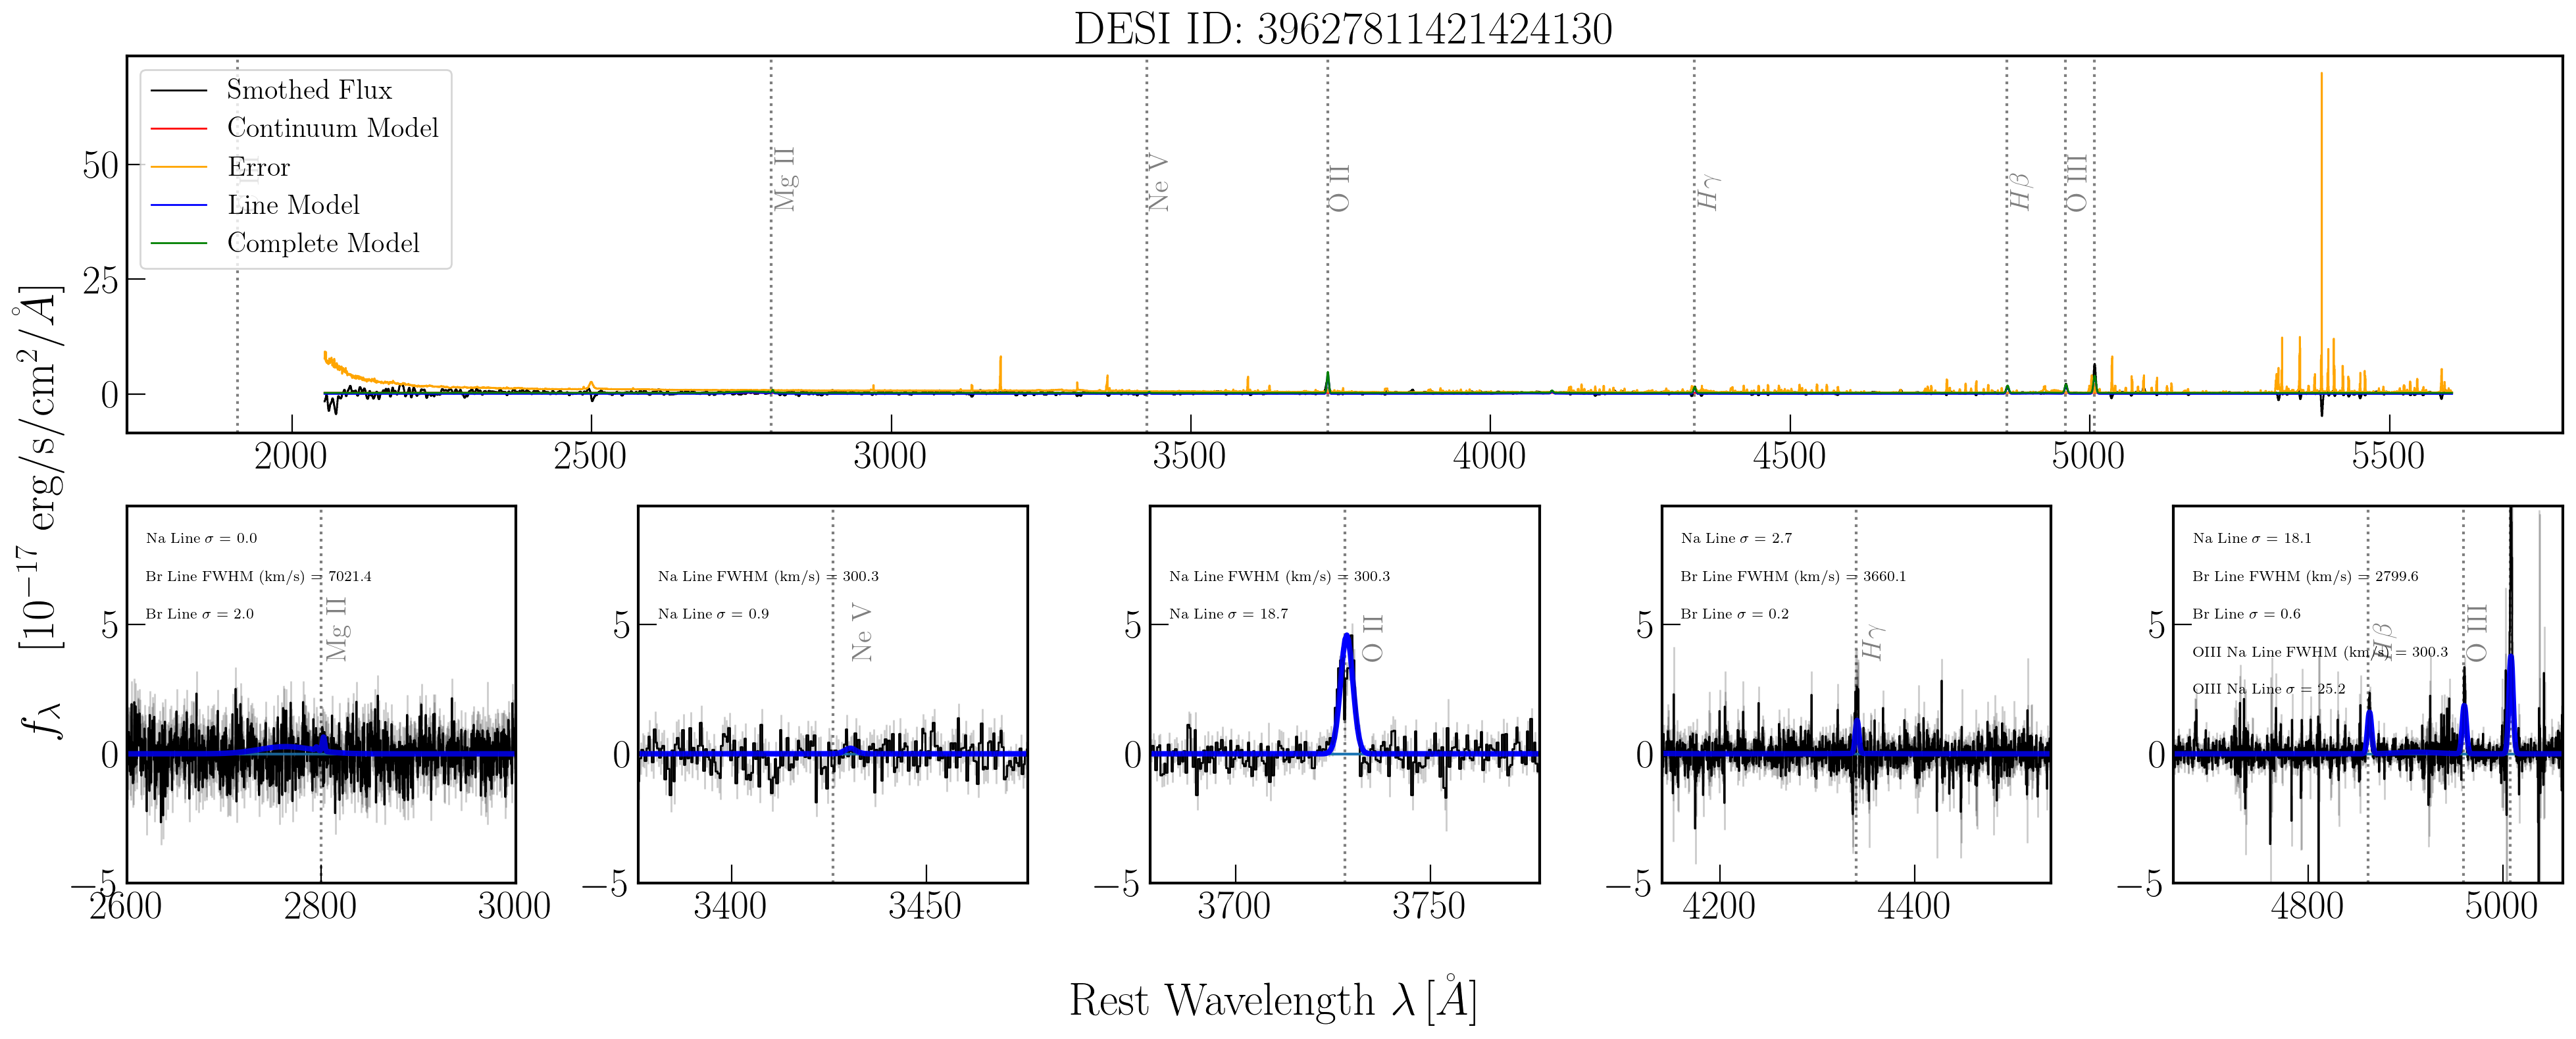 DESI ID: 39627811421424130
Smothed Flux
Continuum Model
Error
Line Model
Complete Model
Mg II
Ne V
O II
Hγ
Hβ
O III
50
25
0
2000 2500 3000 3500 4000 4500 5000 5500
fλ [10−17 erg/s/cm2/Å]
Na Line σ = 0.0
Br Line FWHM (km/s) = 7021.4
Br Line σ = 2.0
Mg II
5
0
−5
2600 2800 3000
Na Line FWHM (km/s) = 300.3
Na Line σ = 0.9
Ne V
5
0
−5
3400 3450
Na Line FWHM (km/s) = 300.3
Na Line σ = 18.7
O II
5
0
−5
3700 3750
Na Line σ = 2.7
Br Line FWHM (km/s) = 3660.1
Br Line σ = 0.2
Hγ
5
0
−5
4200 4400
Na Line σ = 18.1
Br Line FWHM (km/s) = 2799.6
Br Line σ = 0.6
OIII Na Line FWHM (km/s) = 300.3
OIII Na Line σ = 25.2
Hβ
O III
5
0
−5
4800 5000
Rest Wavelength λ [Å]